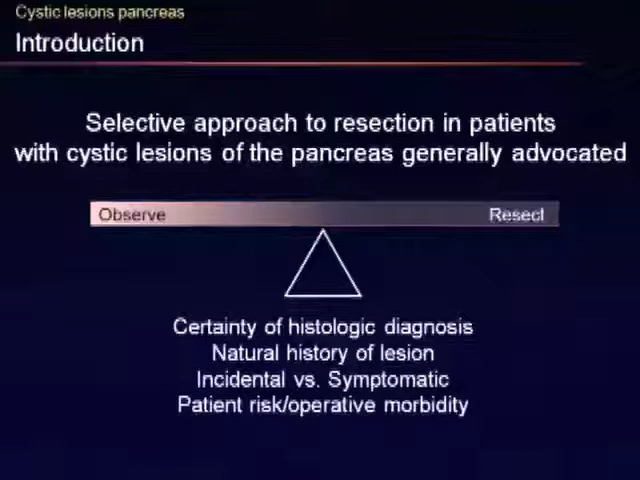 Cystic lesions pancreas
Introduction
Selective approach to resection in patients
with cystic lesions of the pancreas generally advocated
Observe Resect
Certainty of histologic diagnosis
Natural history of lesion
Incidental vs. Symptomatic
Patient risk/operative morbidity